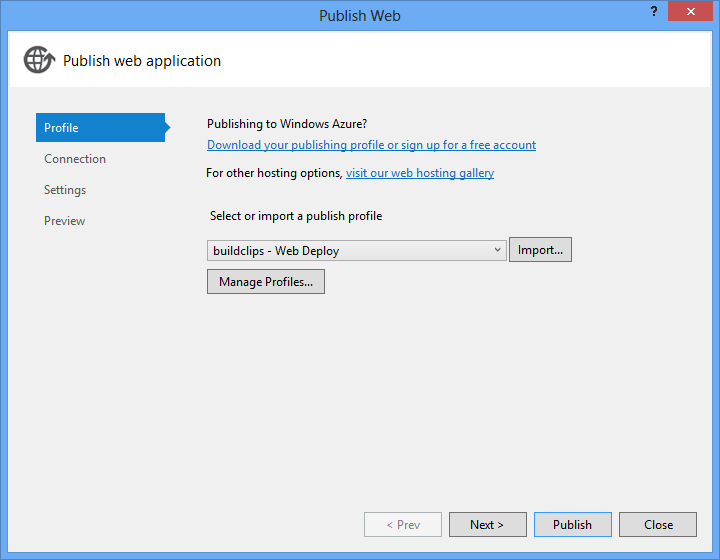 Publish Web
?
Publish web application
Profile
Connection
Settings
Preview
Publishing to Windows Azure?
Download your publishing profile or sign up for a free account
For other hosting options, visit our web hosting gallery
Select or import a publish profile
buildclips - Web Deploy
Import...
Manage Profiles...
< Prev
Next >
Publish
Close